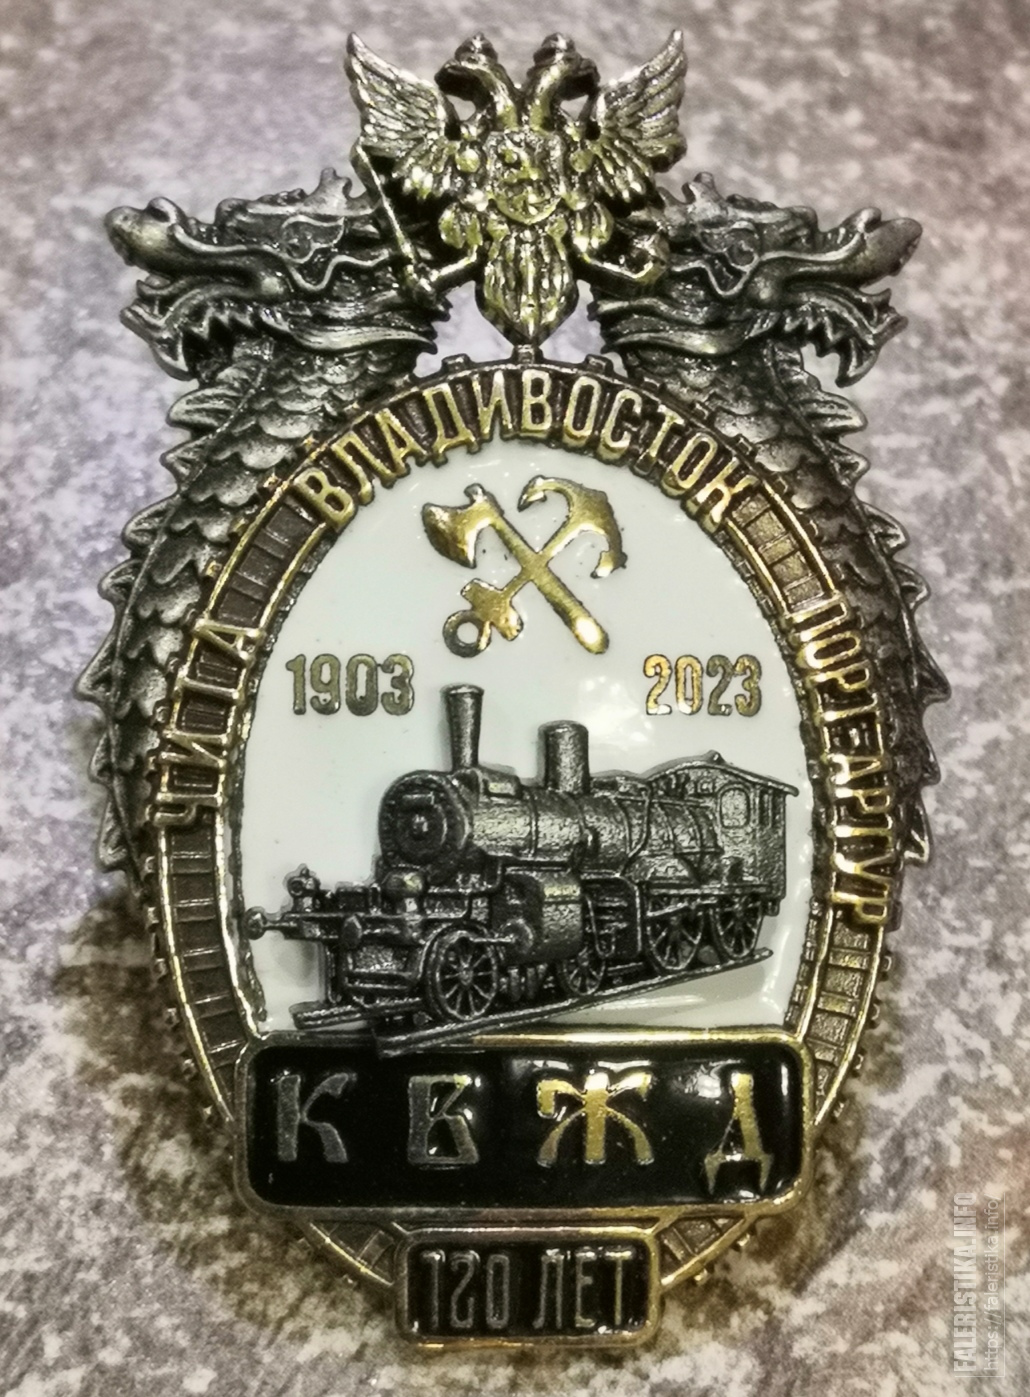 ЧИТА ВЛАДИВОСТОК ПОРТ-АРТУР
1903 2023
КВЖД
120 ЛЕТ
FALERISTIKA.INFO
https://faleristika.info